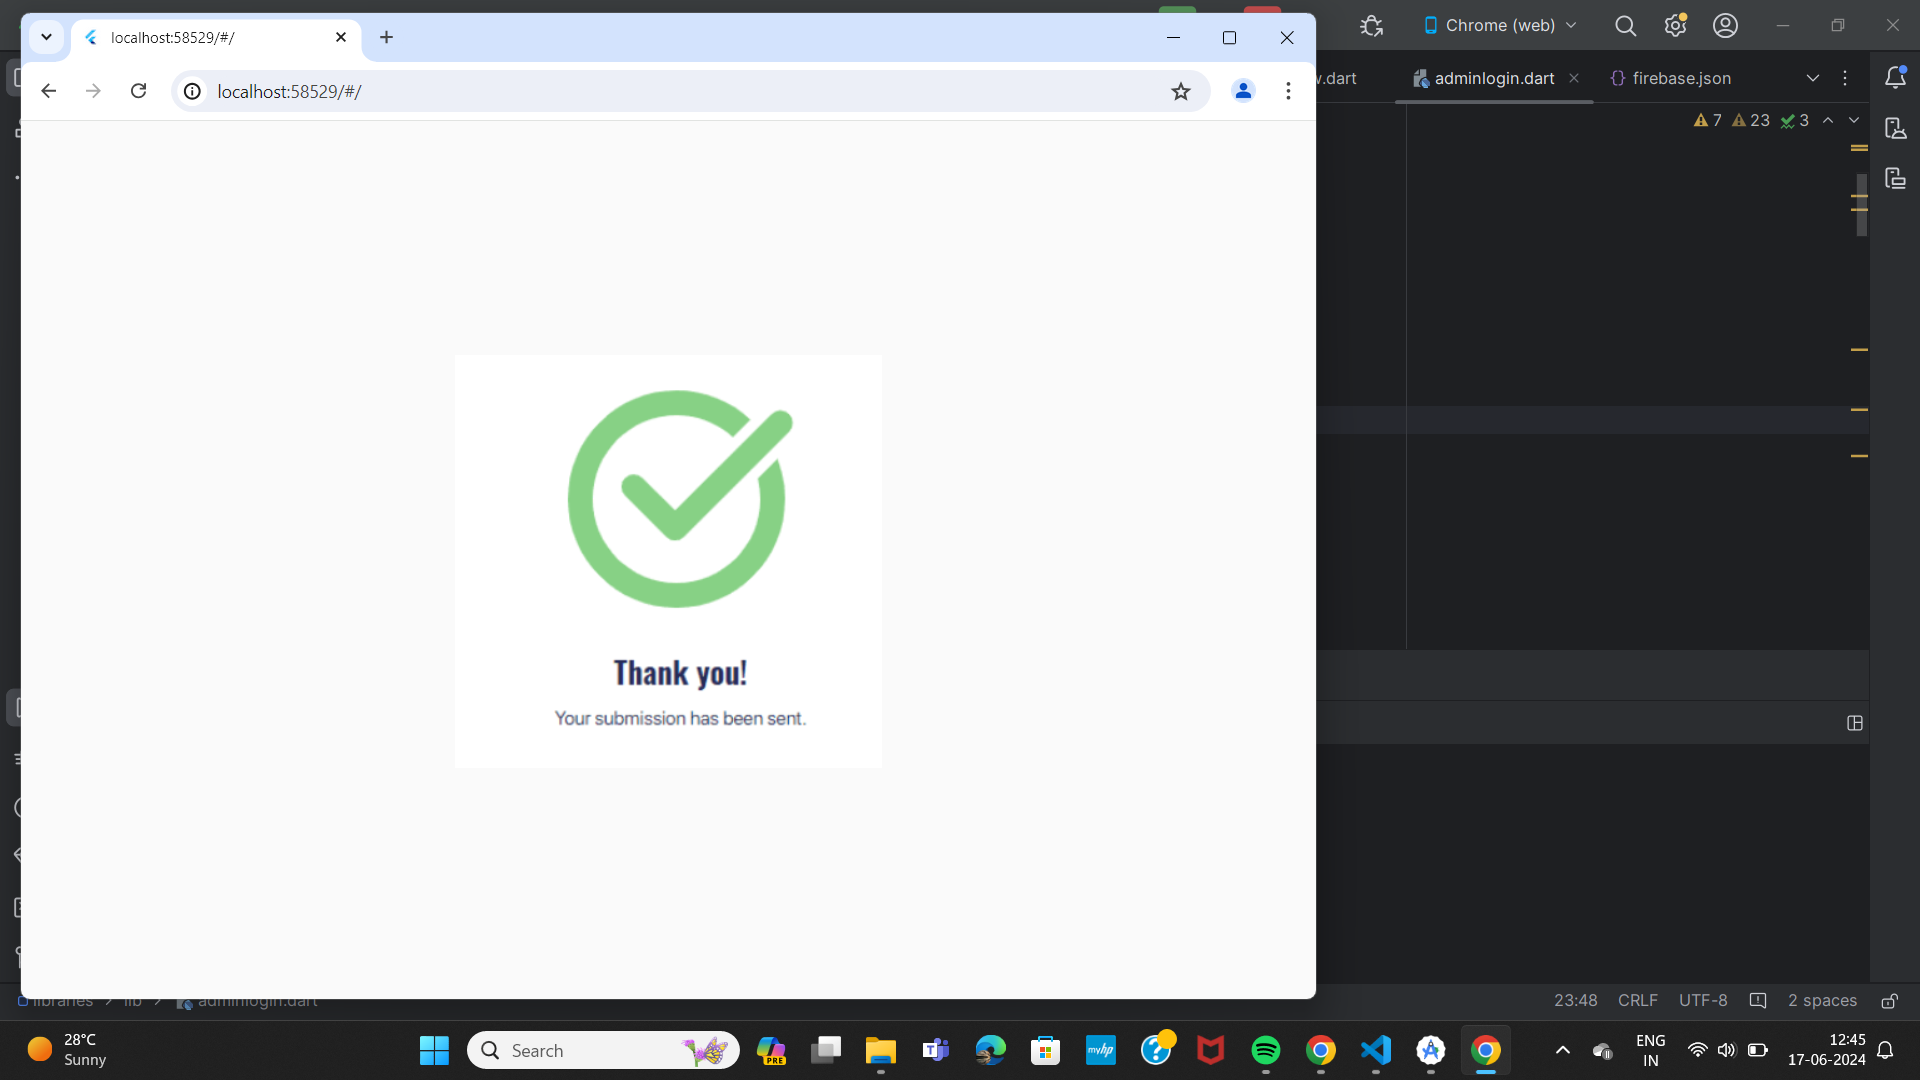 localhost:58529/#/
localhost:58529/#/
Chrome (web)
.dart
adminlogin.dart
firebase.json
7 23 3
Thank you!
Your submission has been sent.
libraries > lib > adminlogin.dart
23:48 CRLF UTF-8 2 spaces
28°C
Sunny
Search
PRE
myhp
ENG
IN
12:45
17-06-2024